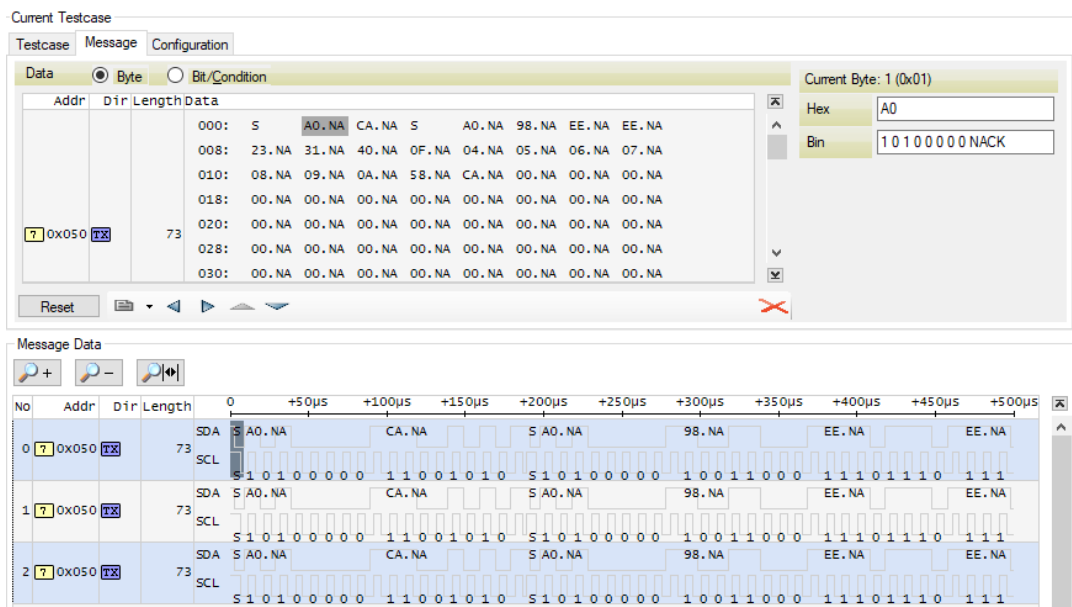 Current Testcase
Testcase Message Configuration
Data Byte Bit/Condition
Current Byte: 1 (0x01)
Addr Dir Length Data
Hex A0
000: S A0.NA CA.NA S A0.NA 98.NA EE.NA EE.NA
Bin 1 0 1 0 0 0 0 0 NACK
008: 23.NA 31.NA 40.NA 0F.NA 04.NA 05.NA 06.NA 07.NA
010: 08.NA 09.NA 0A.NA 58.NA CA.NA 00.NA 00.NA 00.NA
018: 00.NA 00.NA 00.NA 00.NA 00.NA 00.NA 00.NA 00.NA
020: 00.NA 00.NA 00.NA 00.NA 00.NA 00.NA 00.NA 00.NA
7 0x050 TX 73
028: 00.NA 00.NA 00.NA 00.NA 00.NA 00.NA 00.NA 00.NA
030: 00.NA 00.NA 00.NA 00.NA 00.NA 00.NA 00.NA 00.NA
Reset
Message Data
+ −
No Addr Dir Length 0 +50µs +100µs +150µs +200µs +250µs +300µs +350µs +400µs +450µs +500µs
SDA S A0.NA CA.NA S A0.NA 98.NA EE.NA EE.NA
0 7 0x050 TX 73
SCL
S 1 0 1 0 0 0 0 0 1 1 0 0 1 0 1 0 S 1 0 1 0 0 0 0 0 1 0 0 1 1 0 0 0 1 1 1 0 1 1 1 0 1 1 1
SDA S A0.NA CA.NA S A0.NA 98.NA EE.NA EE.NA
1 7 0x050 TX 73
SCL
S 1 0 1 0 0 0 0 0 1 1 0 0 1 0 1 0 S 1 0 1 0 0 0 0 0 1 0 0 1 1 0 0 0 1 1 1 0 1 1 1 0 1 1 1
SDA S A0.NA CA.NA S A0.NA 98.NA EE.NA EE.NA
2 7 0x050 TX 73
SCL
S 1 0 1 0 0 0 0 0 1 1 0 0 1 0 1 0 S 1 0 1 0 0 0 0 0 1 0 0 1 1 0 0 0 1 1 1 0 1 1 1 0 1 1 1